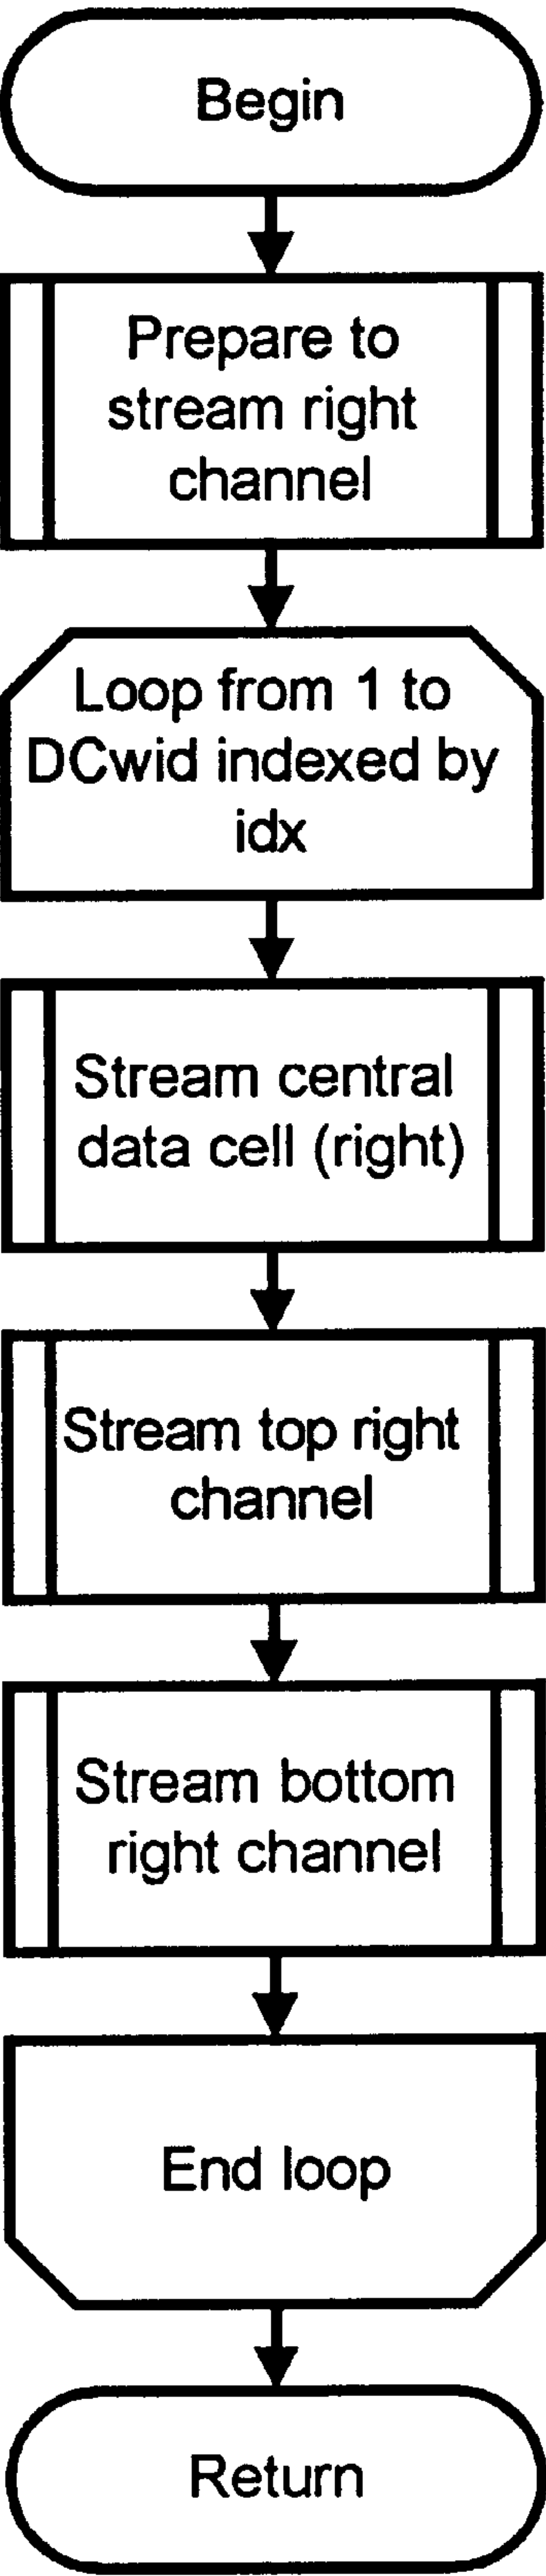 Begin
Prepare to
stream right
channel
Loop from 1 to
DCwid indexed by
idx
Stream central
data cell (right)
Stream top right
channel
Stream bottom
right channel
End loop
Return